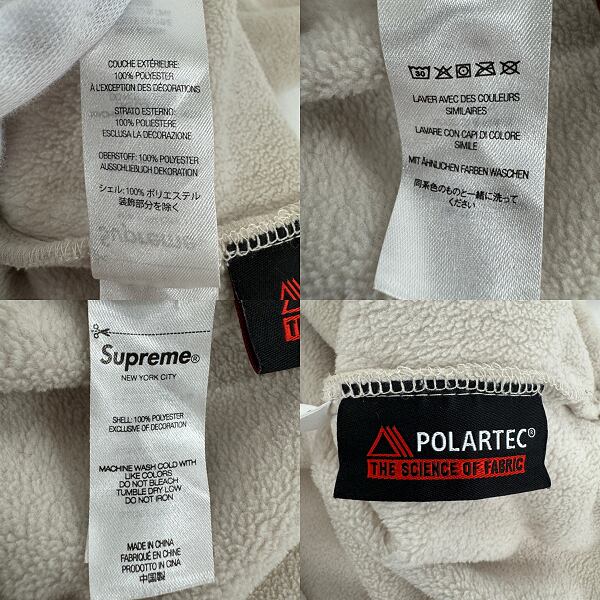 COUCHE EXTÉRIEURE:
100% POLYESTER
À L'EXCEPTION DES DÉCORATIONS
STRATO ESTERNO:
100% POLIESTERE
ESCLUSA LA DECORAZIONE
OBERSTOFF: 100% POLYESTER
AUSSCHLIEBLICH DEKORATION
シェル: 100% ポリエステル
装飾部分を除く
30
LAVER AVEC DES COULEURS
SIMILAIRES
LAVARE CON CAPI DI COLORE
SIMILE
MIT ÄHNLICHEN FARBEN WASCHEN
同系色のものと一緒に洗って
ください
Supreme®
NEW YORK CITY
SHELL: 100% POLYESTER
EXCLUSIVE OF DECORATION
MACHINE WASH COLD WITH
LIKE COLORS
DO NOT BLEACH
TUMBLE DRY LOW
DO NOT IRON
MADE IN CHINA
FABRIQUÉ EN CHINE
PRODOTTO IN CINA
中国製
POLARTEC®
THE SCIENCE OF FABRIC